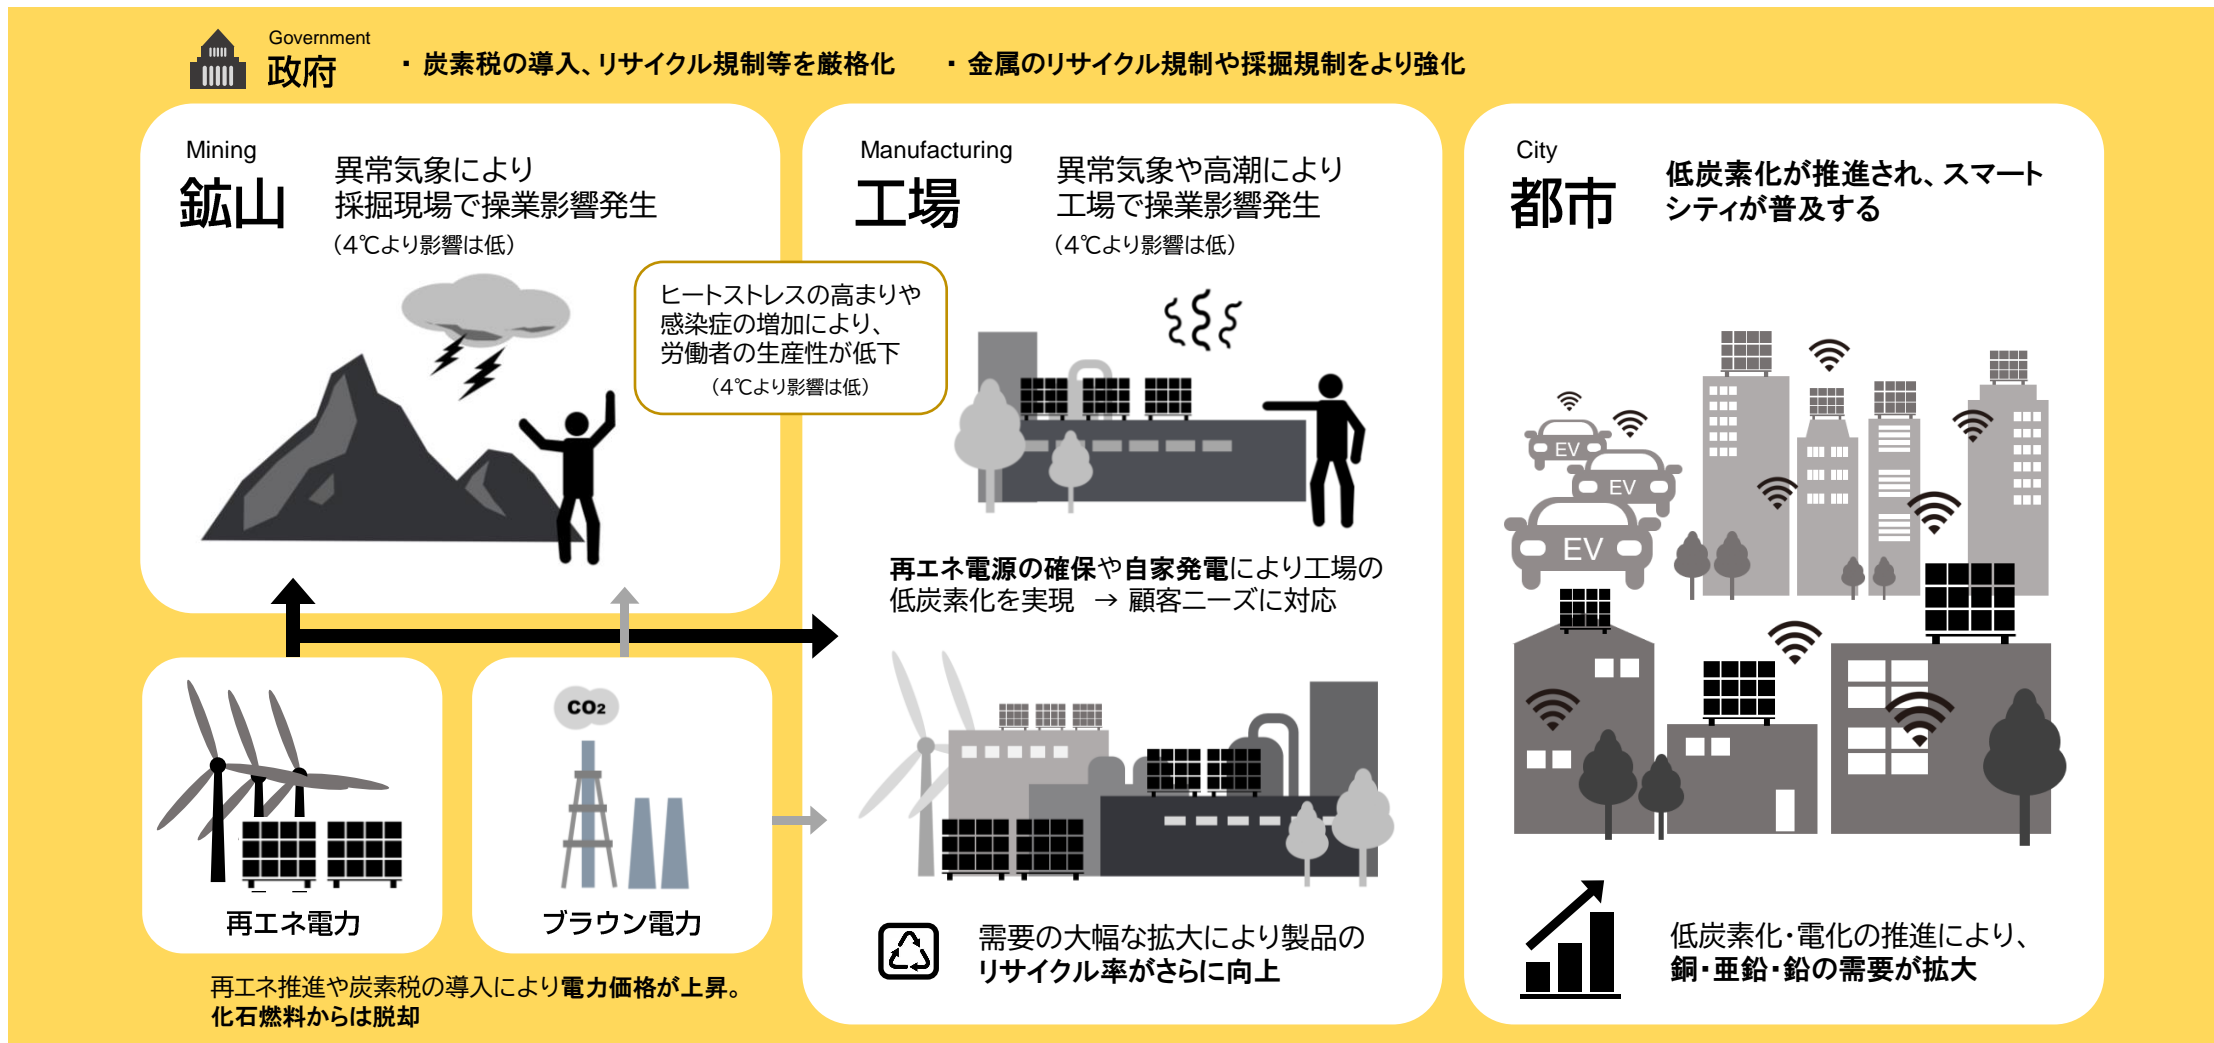 Government
政府
・ 炭素税の導入、リサイクル規制等を厳格化
・ 金属のリサイクル規制や採掘規制をより強化
Mining
鉱山
異常気象により
採掘現場で操業影響発生
（4℃より影響は低）
ヒートストレスの高まりや
感染症の増加により、
労働者の生産性が低下
（4℃より影響は低）
Manufacturing
工場
異常気象や高潮により
工場で操業影響発生
（4℃より影響は低）
再エネ電源の確保や自家発電により工場の
低炭素化を実現 → 顧客ニーズに対応
需要の大幅な拡大により製品の
リサイクル率がさらに向上
City
都市
低炭素化が推進され、スマート
シティが普及する
EV
EV
EV
低炭素化・電化の推進により、
銅・亜鉛・鉛の需要が拡大
再エネ電力
CO₂
ブラウン電力
再エネ推進や炭素税の導入により電力価格が上昇。
化石燃料からは脱却